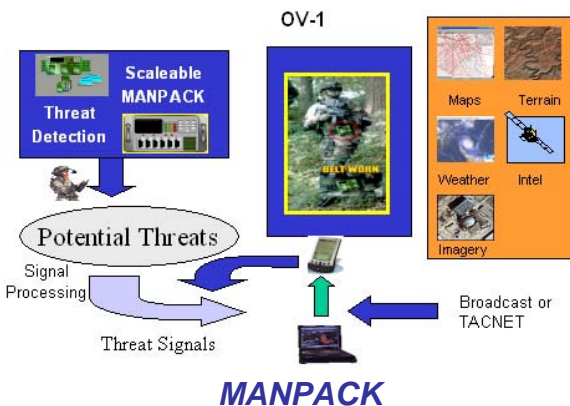 OV-1
Scaleable
MANPACK
Threat
Detection
BELT WORN
Maps
Terrain
Weather
Intel
Imagery
Potential Threats
Signal
Processing
Threat Signals
Broadcast or
TACNET
MANPACK